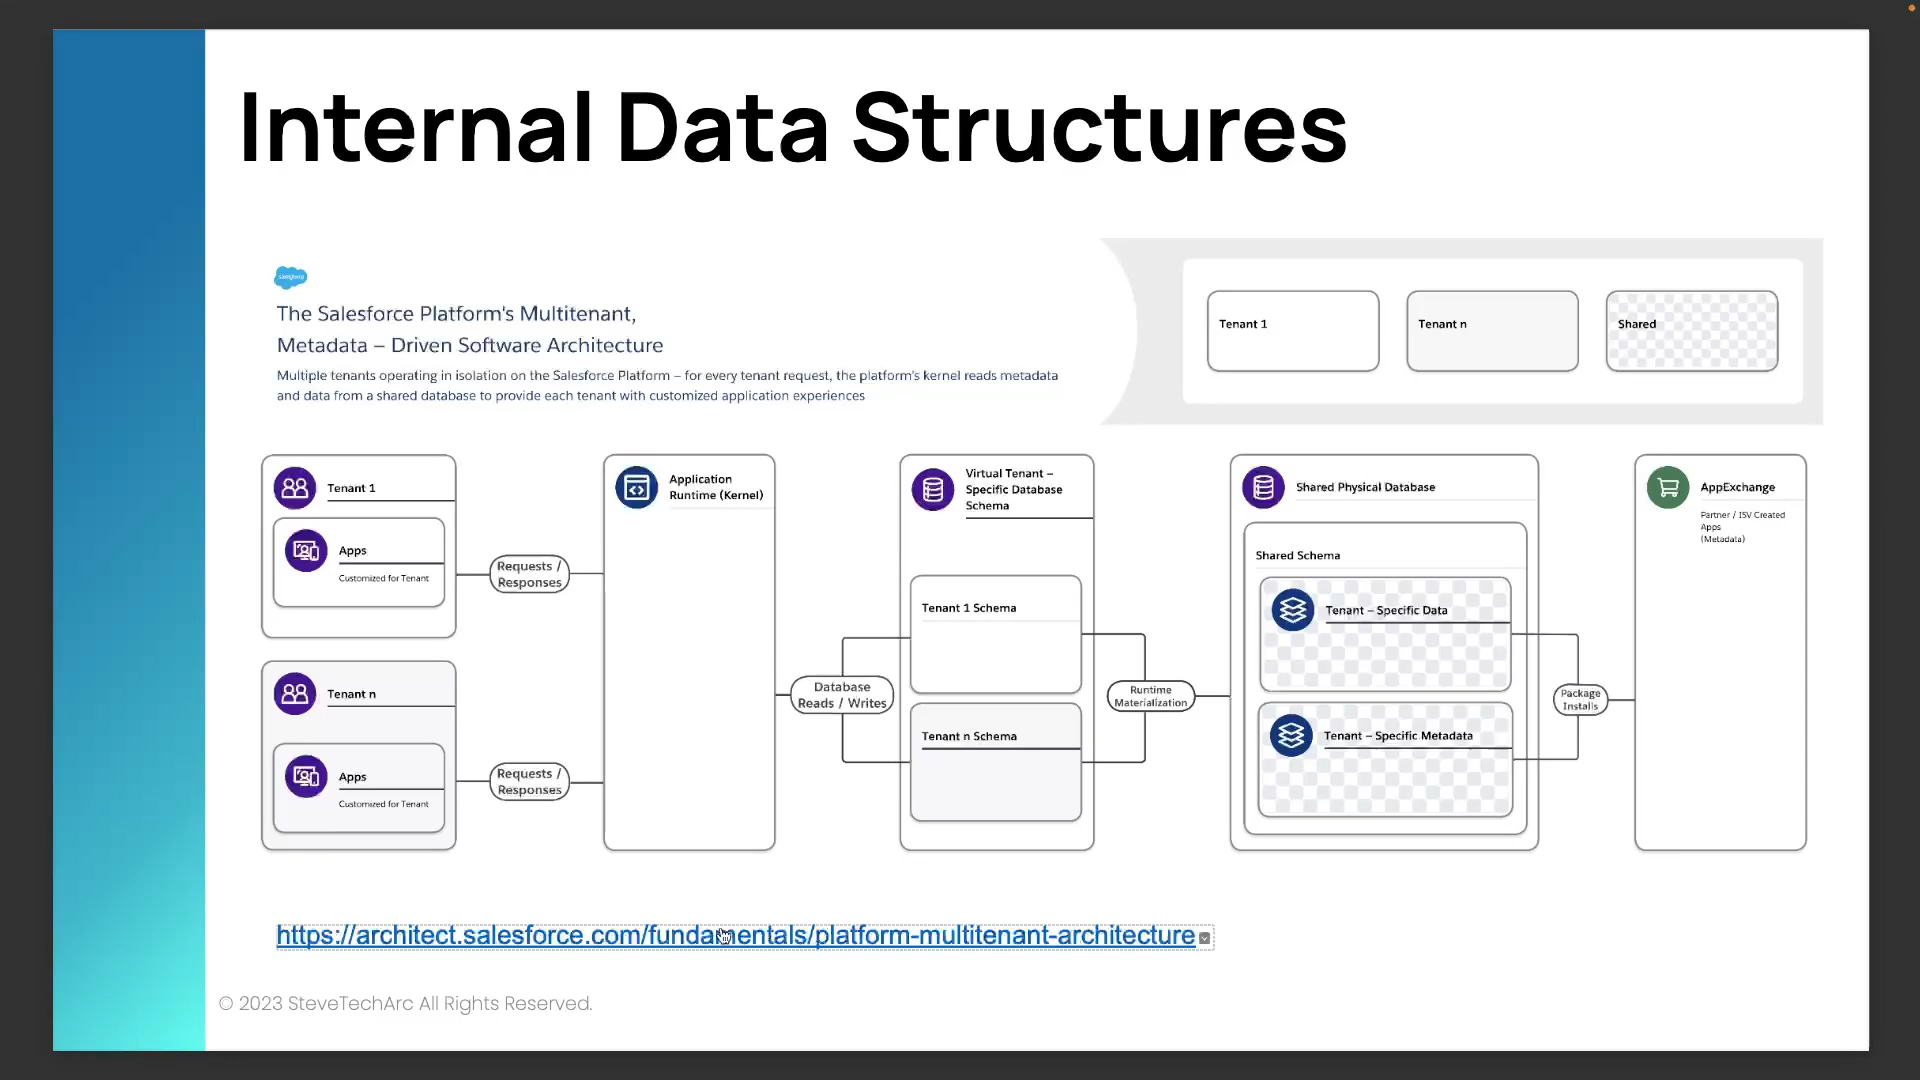 Internal Data Structures
salesforce
The Salesforce Platform's Multitenant,
Metadata – Driven Software Architecture
Multiple tenants operating in isolation on the Salesforce Platform – for every tenant request, the platform's kernel reads metadata
and data from a shared database to provide each tenant with customized application experiences
Tenant 1
Tenant n
Shared
Tenant 1
Apps
Customized for Tenant
Requests /
Responses
Tenant n
Apps
Customized for Tenant
Requests /
Responses
Application
Runtime (Kernel)
Database
Reads / Writes
Virtual Tenant –
Specific Database
Schema
Tenant 1 Schema
Tenant n Schema
Runtime
Materialization
Shared Physical Database
Shared Schema
Tenant – Specific Data
Tenant – Specific Metadata
Package
Installs
AppExchange
Partner / ISV Created
Apps
(Metadata)
https://architect.salesforce.com/fundamentals/platform-multitenant-architecture
© 2023 SteveTechArc All Rights Reserved.